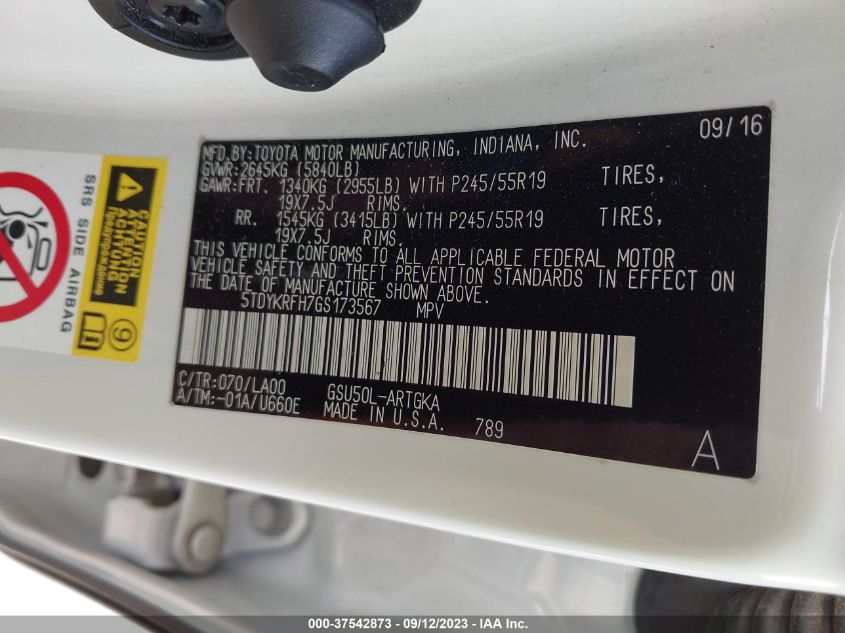 09/16
MFD.BY:TOYOTA MOTOR MANUFACTURING, INDIANA, INC.
GVWR:2645KG (5840LB)
GAWR:FRT. 1340KG (2955LB) WITH P245/55R19 TIRES,
19X7.5J RIMS.
RR. 1545KG (3415LB) WITH P245/55R19 TIRES,
19X7.5J RIMS.
THIS VEHICLE CONFORMS TO ALL APPLICABLE FEDERAL MOTOR
VEHICLE SAFETY AND THEFT PREVENTION STANDARDS IN EFFECT ON
THE DATE OF MANUFACTURE SHOWN ABOVE.
5TDYKRFH7GS173567 MPV
C/TR:070/LA00 GSU50L-ARTGKA
A/TM:-01A/U660E MADE IN U.S.A. 789
A
SRS SIDE AIRBAG
CAUTION
ATTENTION
ACHTUNG
Предупреждение
9
000-37542873 - 09/12/2023 - IAA Inc.